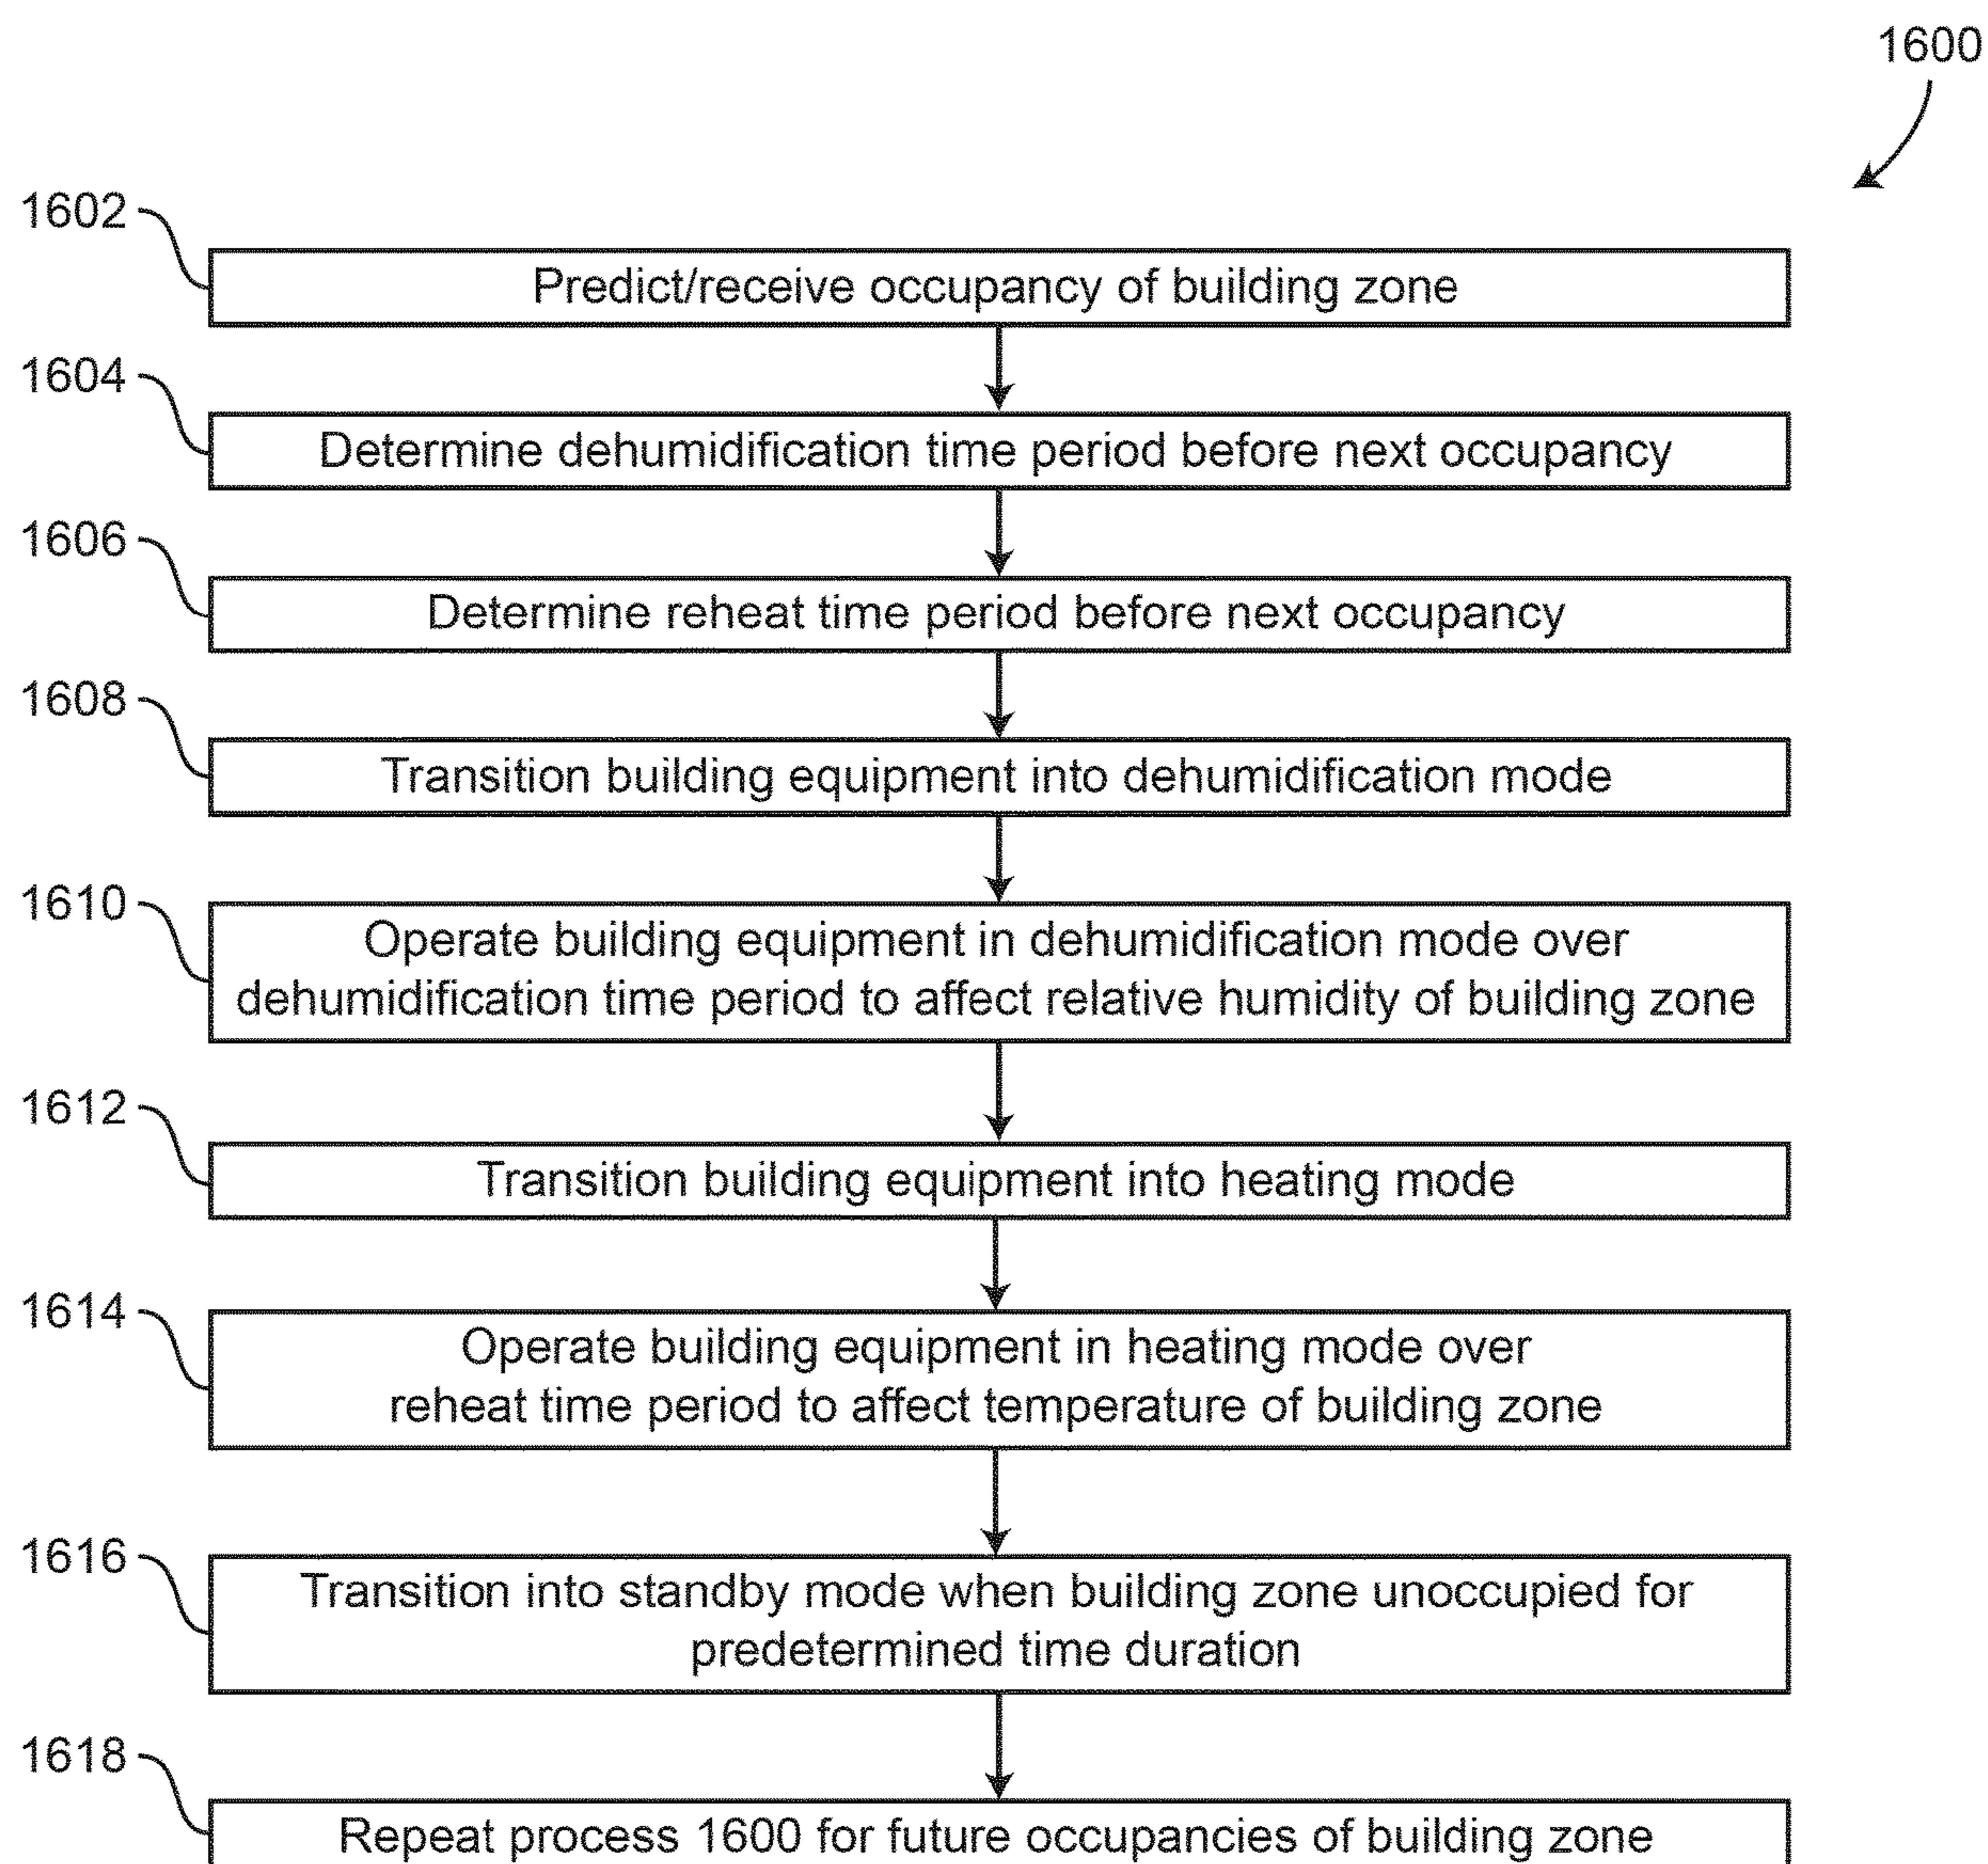 1600
1602
Predict/receive occupancy of building zone
1604
Determine dehumidification time period before next occupancy
1606
Determine reheat time period before next occupancy
1608
Transition building equipment into dehumidification mode
1610
Operate building equipment in dehumidification mode over
dehumidification time period to affect relative humidity of building zone
1612
Transition building equipment into heating mode
1614
Operate building equipment in heating mode over
reheat time period to affect temperature of building zone
1616
Transition into standby mode when building zone unoccupied for
predetermined time duration
1618
Repeat process 1600 for future occupancies of building zone